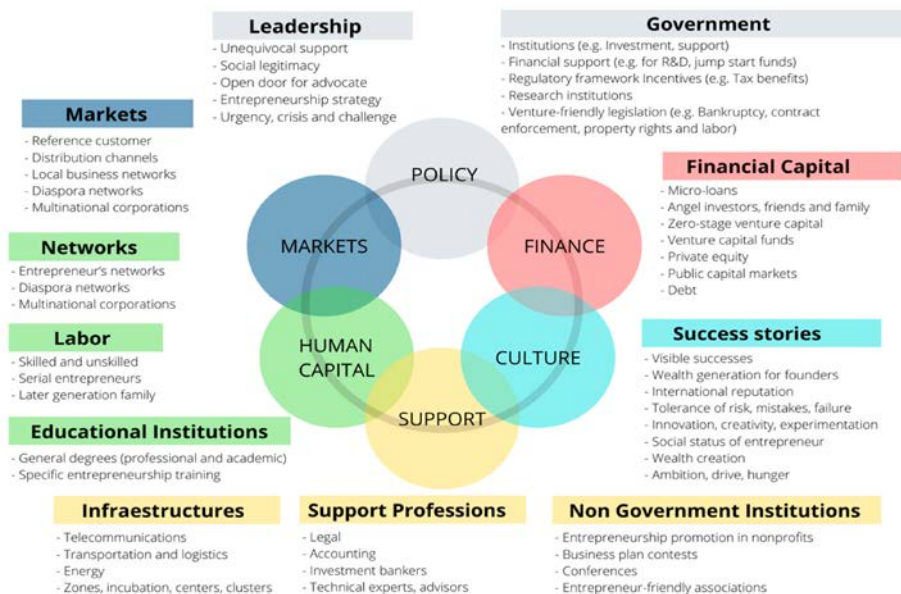 Leadership
- Unequivocal support
- Social legitimacy
- Open door for advocate
- Entrepreneurship strategy
- Urgency, crisis and challenge
Government
- Institutions (e.g. Investment, support)
- Financial support (e.g. for R&D, jump start funds)
- Regulatory framework Incentives (e.g. Tax benefits)
- Research institutions
- Venture-friendly legislation (e.g. Bankruptcy, contract
enforcement, property rights and labor)
Markets
- Reference customer
- Distribution channels
- Local business networks
- Diaspora networks
- Multinational corporations
POLICY
MARKETS
FINANCE
HUMAN
CAPITAL
CULTURE
SUPPORT
Financial Capital
- Micro-loans
- Angel investors, friends and family
- Zero-stage venture capital
- Venture capital funds
- Private equity
- Public capital markets
- Debt
Networks
- Entrepreneur's networks
- Diaspora networks
- Multinational corporations
Labor
- Skilled and unskilled
- Serial entrepreneurs
- Later generation family
Success stories
- Visible successes
- Wealth generation for founders
- International reputation
- Tolerance of risk, mistakes, failure
- Innovation, creativity, experimentation
- Social status of entrepreneur
- Wealth creation
- Ambition, drive, hunger
Educational Institutions
- General degrees (professional and academic)
- Specific entrepreneurship training
Infraestructures
- Telecommunications
- Transportation and logistics
- Energy
- Zones, incubation, centers, clusters
Support Professions
- Legal
- Accounting
- Investment bankers
- Technical experts, advisors
Non Government Institutions
- Entrepreneurship promotion in nonprofits
- Business plan contests
- Conferences
- Entrepreneur-friendly associations